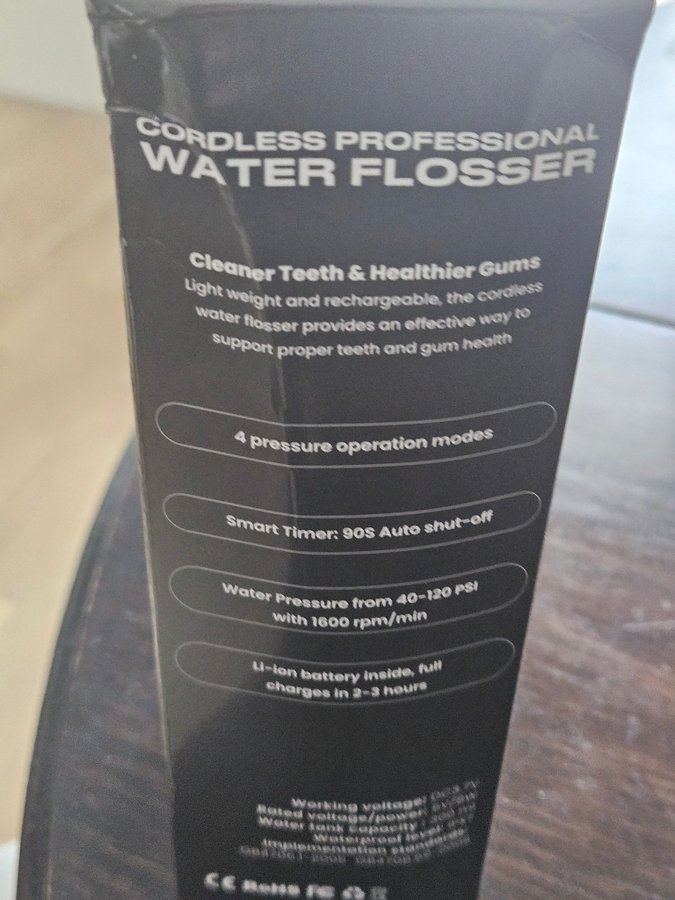 CORDLESS PROFESSIONAL
WATER FLOSSER
Cleaner Teeth & Healthier Gums
Light weight and rechargeable, the cordless
water flosser provides an effective way to
support proper teeth and gum health
4 pressure operation modes
Smart Timer: 90S Auto shut-off
Water Pressure from 40-120 PSI
with 1600 rpm/min
Li-ion battery inside, full
charges in 2-3 hours
Working voltage: DC3.7V
Rated voltage/power:
Water tank capacity:
Waterproof level:
Implementation standards:
CE RoHS FC